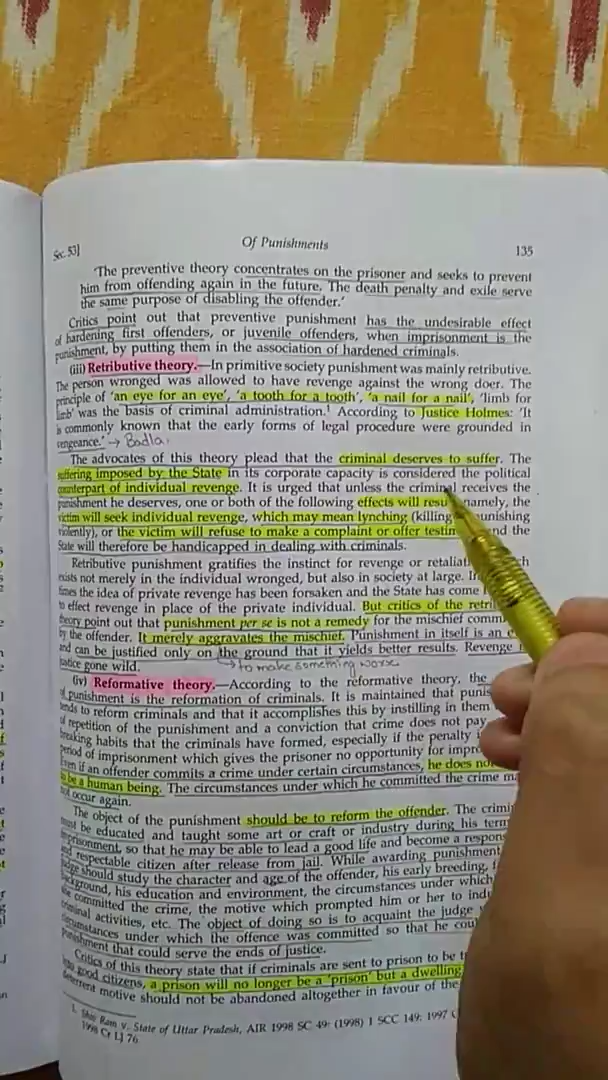 Sec. 53]
Of Punishments
135
'The preventive theory concentrates on the prisoner and seeks to prevent
him from offending again in the future. The death penalty and exile serve
the same purpose of disabling the offender.'
Critics point out that preventive punishment has the undesirable effect
of hardening first offenders, or juvenile offenders, when imprisonment is the
punishment, by putting them in the association of hardened criminals.
(iii) Retributive theory.—In primitive society punishment was mainly retributive.
The person wronged was allowed to have revenge against the wrong doer. The
principle of 'an eye for an eye', 'a tooth for a tooth', 'a nail for a nail', 'limb for
limb' was the basis of criminal administration.1 According to Justice Holmes: 'It
is commonly known that the early forms of legal procedure were grounded in
vengeance.' → Badla.
The advocates of this theory plead that the criminal deserves to suffer. The
suffering imposed by the State in its corporate capacity is considered the political
counterpart of individual revenge. It is urged that unless the criminal receives the
punishment he deserves, one or both of the following effects will namely, the
victim will seek individual revenge, which may mean lynching (killing
violently), or the victim will refuse to make a complaint or offer and the
State will therefore be handicapped in dealing with criminals.
Retributive punishment gratifies the instinct for revenge or
exists not merely in the individual wronged, but also in society at large. In
times the idea of private revenge has been forsaken and the State has come
to effect revenge in place of the private individual. But critics of the
theory point out that punishment per se is not a remedy for the mischief
by the offender. It merely aggravates the mischief. Punishment in itself is an
and can be justified only on the ground that it yields better results. Revenge
justice gone wild. → to make something worse
(iv) Reformative theory.—According to the reformative theory, the
of punishment is the reformation of criminals. It is maintained that
tends to reform criminals and that it accomplishes this by instilling in them
of repetition of the punishment and a conviction that crime does not pay
breaking habits that the criminals have formed, especially if the penalty
period of imprisonment which gives the prisoner no opportunity for
Even if an offender commits a crime under certain circumstances, he does
to be a human being. The circumstances under which he committed the crime
not occur again.
The object of the punishment should be to reform the offender. The
must be educated and taught some art or craft or industry during his
imprisonment, so that he may be able to lead a good life and become a
and respectable citizen after release from jail. While awarding punishment
judge should study the character and age of the offender, his early breeding,
background, his education and environment, the circumstances under which
he committed the crime, the motive which prompted him or her to
criminal activities, etc. The object of doing so is to acquaint the judge
circumstances under which the offence was committed so that he
punishment that could serve the ends of justice.
Critics of this theory state that if criminals are sent to prison to be
good citizens, a prison will no longer be a 'prison' but a dwelling
deterrent motive should not be abandoned altogether in favour of the
1. Shiv Ram v. State of Uttar Pradesh, AIR 1998 SC 49: (1998) 1 SCC 149: 1997
1998 Cr LJ 76.